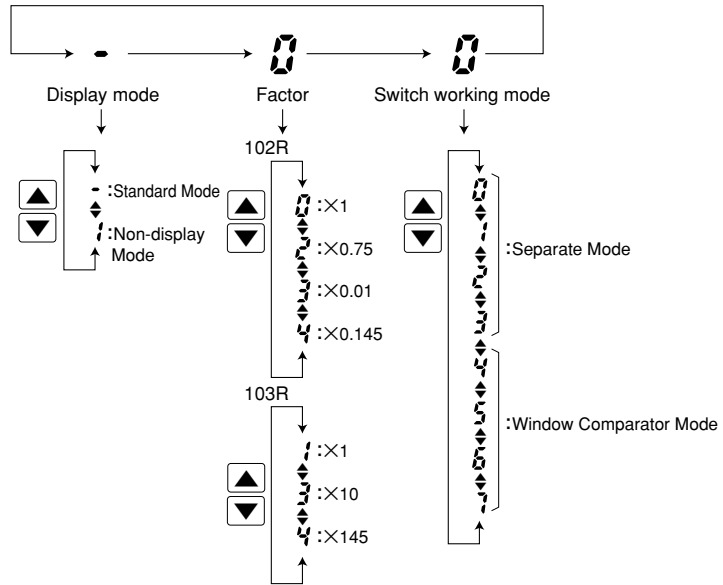 - 0 0
Display mode Factor Switch working mode
102R
- :Standard Mode
1 :Non-display
Mode
0 :×1
2 :×0.75
3 :×0.01
4 :×0.145
103R
1 :×1
3 :×10
4 :×145
0
1
2
3
:Separate Mode
4
5
6
7
:Window Comparator Mode